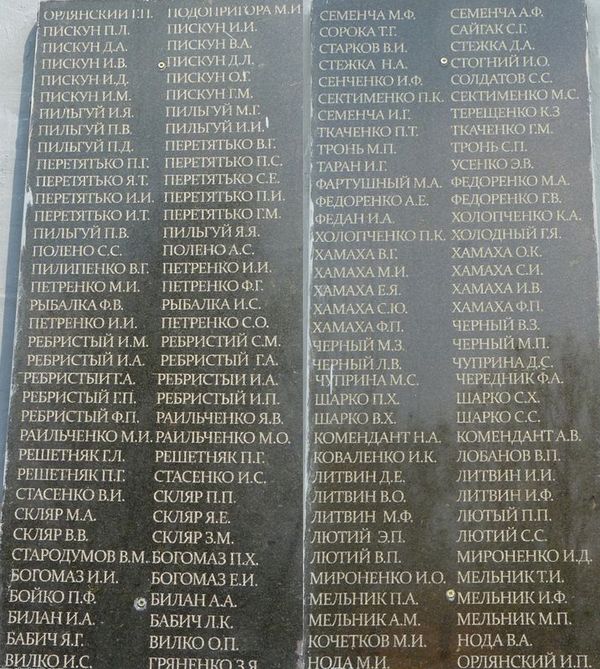 ОРЛЯНСКИЙ Г.П. ПОДОПРИГОРА М.И
ПИСКУН П.Л. ПИСКУН И.И.
ПИСКУН Д.А. ПИСКУН В.А.
ПИСКУН И.В. ПИСКУН Д.Л.
ПИСКУН И.Д. ПИСКУН О.Г.
ПИСКУН И.М. ПИСКУН Г.М.
ПИЛЬГУЙ И.Я. ПИЛЬГУЙ М.Г.
ПИЛЬГУЙ П.В. ПИЛЬГУЙ И.И.
ПИЛЬГУЙ П.Д. ПЕРЕТЯТЬКО В.Г.
ПЕРЕТЯТЬКО П.Г. ПЕРЕТЯТЬКО П.С.
ПЕРЕТЯТЬКО Я.Т. ПЕРЕТЯТЬКО С.Е.
ПЕРЕТЯТЬКО И.И. ПЕРЕТЯТЬКО П.И.
ПЕРЕТЯТЬКО И.Т. ПЕРЕТЯТЬКО Г.М.
ПИЛЬГУЙ П.В. ПИЛЬГУЙ Я.Я.
ПОЛЕНО С.С. ПОЛЕНО А.С.
ПИЛИПЕНКО В.Г. ПЕТРЕНКО И.И.
ПЕТРЕНКО М.И. ПЕТРЕНКО Ф.Г.
РЫБАЛКА Ф.В. РЫБАЛКА И.С.
ПЕТРЕНКО И.И. ПЕТРЕНКО С.О.
РЕБРИСТЫЙ И.М. РЕБРИСТИЙ С.М.
РЕБРИСТЫЙ И.А. РЕБРИСТЫЙ Г.А.
РЕБРИСТЫИТ.А. РЕБРИСТЫЙ И.А.
РЕБРИСТЫЙ Г.П. РЕБРИСТЫЙ И.П.
РЕБРИСТЫЙ Ф.П. РАИЛЬЧЕНКО Я.В.
РАИЛЬЧЕНКО М.И. РАИЛЬЧЕНКО М.О.
РЕШЕТНЯК Г.Л. РЕШЕТНЯК П.Г.
РЕШЕТНЯК П.Г. СТАСЕНКО И.С.
СТАСЕНКО В.И. СКЛЯР П.П.
СКЛЯР М.А. СКЛЯР Я.Е.
СКЛЯР В.В. СКЛЯР З.М.
СТАРОДУМОВ В.М. БОГОМАЗ П.Х.
БОГОМАЗ И.И. БОГОМАЗ Е.И.
БОЙКО П.Ф. БИЛАН А.А.
БИЛАН И.А. БАБИЧ Л.К.
БАБИЧ Я.Г. ВИЛКО О.П.
ВИЛКО И.С. ГРЯНЕНКО З.Я.
СЕМЕНЧА М.Ф. СЕМЕНЧА А.Ф.
СОРОКА Т.Г. САЙГАК С.Г.
СТАРКОВ В.И. СТЕЖКА Д.А.
СТЕЖКА Н.А. СТОГНИЙ И.О.
СЕНЧЕНКО И.Ф. СОЛДАТОВ С.С.
СЕКТИМЕНКО П.К. СЕКТИМЕНКО М.С.
СЕМЕНЧА И.Г. ТЕРЕЩЕНКО К.З
ТКАЧЕНКО П.Т. ТКАЧЕНКО Г.М.
ТРОНЬ М.П. ТРОНЬ С.П.
ТАРАН И.Г. УСЕНКО Э.В.
ФАРТУШНЫЙ М.А. ФЕДОРЕНКО М.А.
ФЕДОРЕНКО А.Е. ФЕДОРЕНКО Г.В.
ФЕДАН И.А. ХОЛОПЧЕНКО К.А.
ХОЛОПЧЕНКО П.К. ХОЛОДНЫЙ Г.Я.
ХАМАХА В.Г. ХАМАХА О.К.
ХАМАХА М.И. ХАМАХА С.И.
ХАМАХА Е.Я. ХАМАХА И.В.
ХАМАХА С.Ю. ХАМАХА Ф.П.
ХАМАХА Ф.П. ЧЕРНЫЙ В.З.
ЧЕРНЫЙ М.З. ЧЕРНЫЙ М.П.
ЧЕРНЫЙ Л.В. ЧУПРИНА Д.С.
ЧУПРИНА М.С. ЧЕРЕДНИК Ф.А.
ШАРКО П.Х. ШАРКО С.Х.
ШАРКО В.Х. ШАРКО С.С.
КОМЕНДАНТ Н.А. КОМЕНДАНТ А.В.
КОВАЛЕНКО И.К. ЛОБАНОВ В.П.
ЛИТВИН Д.Е. ЛИТВИН И.И.
ЛИТВИН В.О. ЛИТВИН И.Ф.
ЛИТВИН М.Ф. ЛЮТЫЙ П.П.
ЛЮТИЙ Э.П. ЛЮТИЙ С.С.
ЛЮТИЙ В.П. МИРОНЕНКО И.Д.
МИРОНЕНКО И.О. МЕЛЬНИК Т.И.
МЕЛЬНИК П.А. МЕЛЬНИК И.Ф.
МЕЛЬНИК А.М. МЕЛЬНИК М.П.
КОЧЕТКОВ М.И. НОДА В.А.
НОДА М.И. ОРЛЯНСКИЙ И.П.